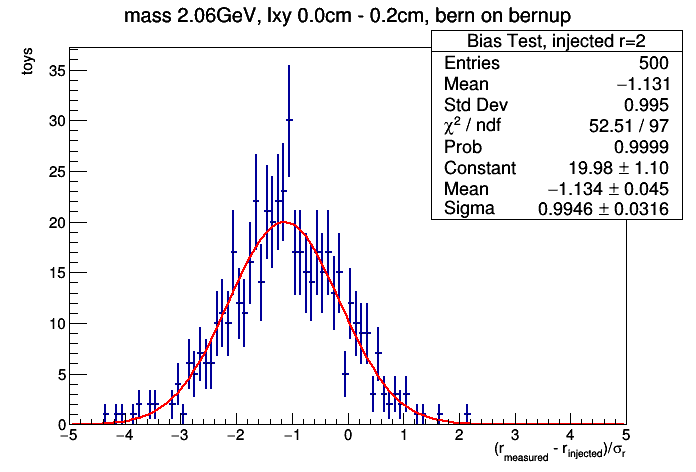 mass 2.06GeV, lxy 0.0cm - 0.2cm, bern on bernup
Bias Test, injected r=2
Entries 500
Mean −1.131
Std Dev 0.995
χ² / ndf 52.51 / 97
Prob 0.9999
Constant 19.98 ± 1.10
Mean −1.134 ± 0.045
Sigma 0.9946 ± 0.0316
toys
35
30
25
20
15
10
5
0
−5 −4 −3 −2 −1 0 1 2 3 4 5
(r_measured - r_injected)/σ_r